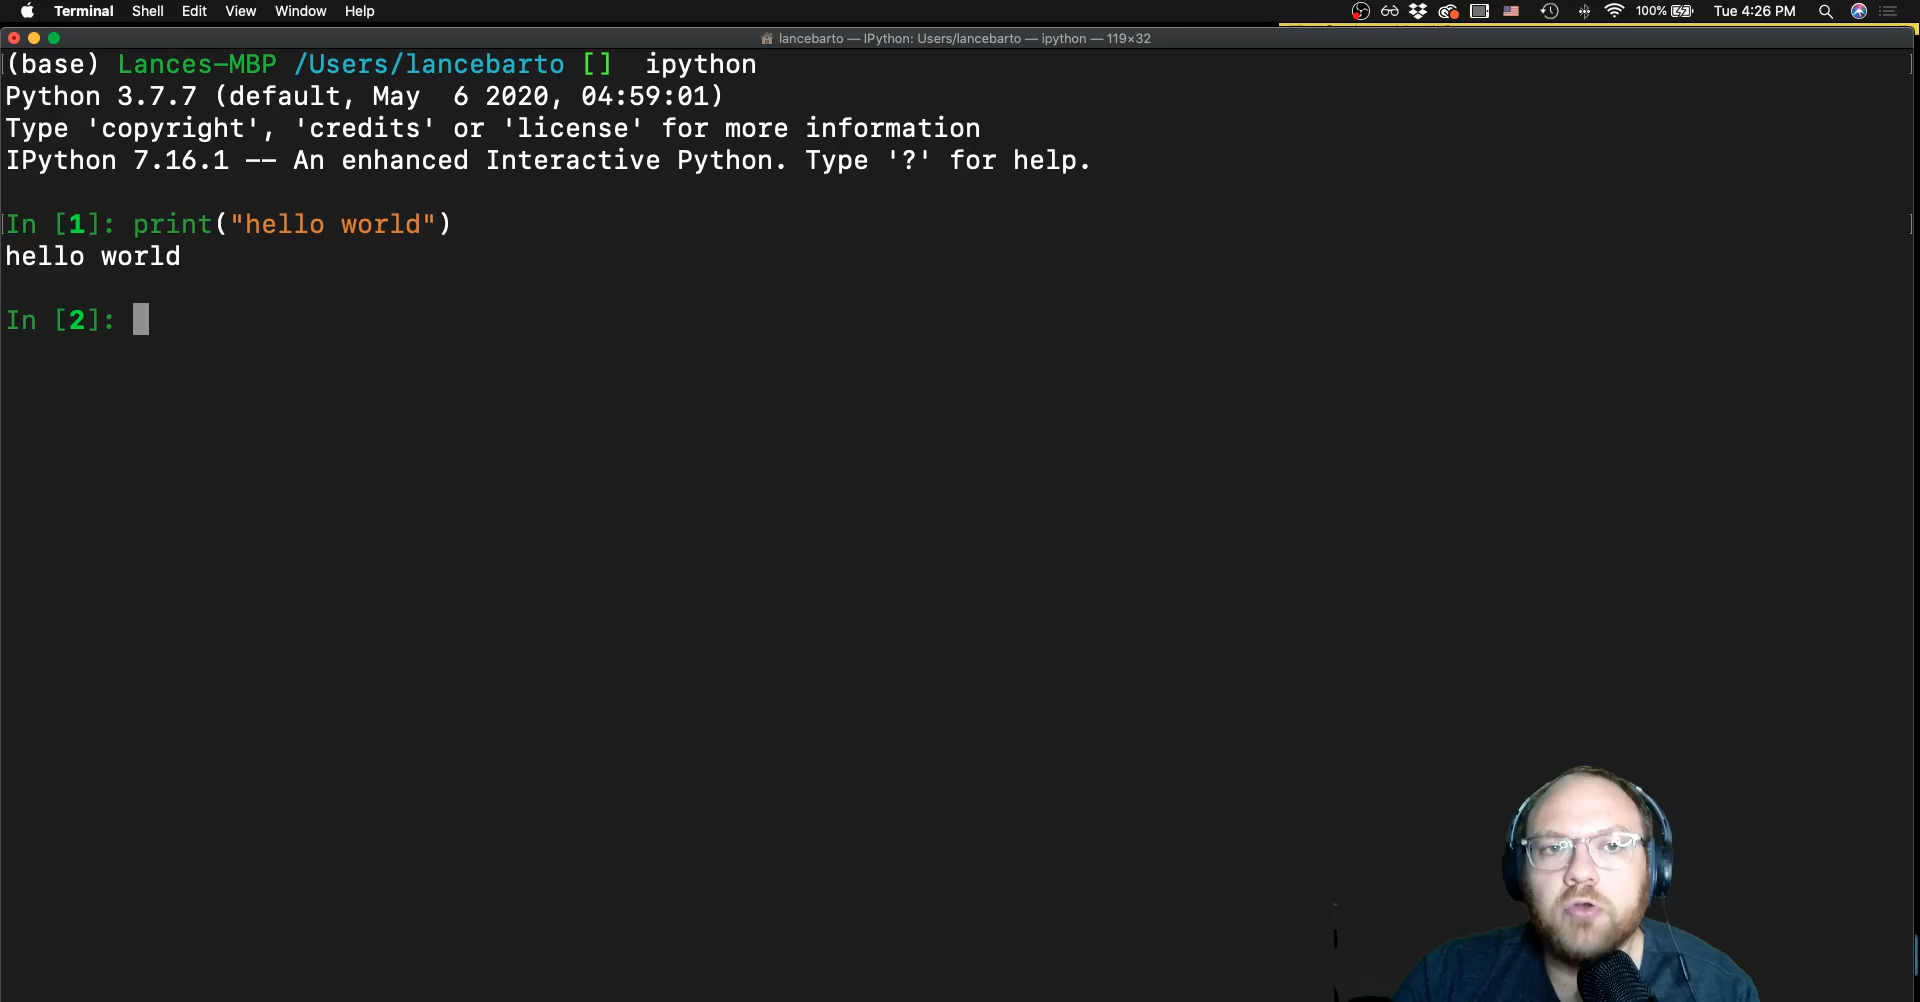 Terminal Shell Edit View Window Help 100% Tue 4:26 PM
lancebarto — IPython: Users/lancebarto — ipython — 119×32
(base) Lances-MBP /Users/lancebarto [] ipython
Python 3.7.7 (default, May  6 2020, 04:59:01)
Type 'copyright', 'credits' or 'license' for more information
IPython 7.16.1 -- An enhanced Interactive Python. Type '?' for help.
In [1]: print("hello world")
hello world
In [2]: